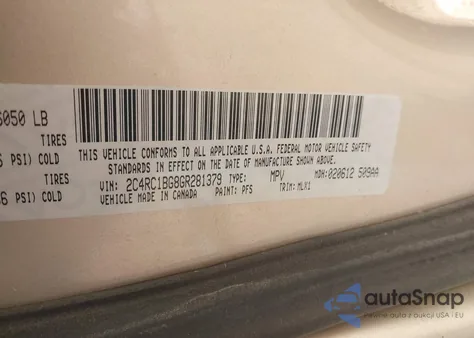 6050 LB
TIRES
PSI) COLD
TIRES
PSI) COLD
THIS VEHICLE CONFORMS TO ALL APPLICABLE U.S.A. FEDERAL MOTOR VEHICLE SAFETY
STANDARDS IN EFFECT ON THE DATE OF MANUFACTURE SHOWN ABOVE.
VIN: 2C4RC1BG8GR281379 TYPE: MPV MDH: 020612 509AA
VEHICLE MADE IN CANADA PAINT: PFS TRIM: MLX1
autoSnap